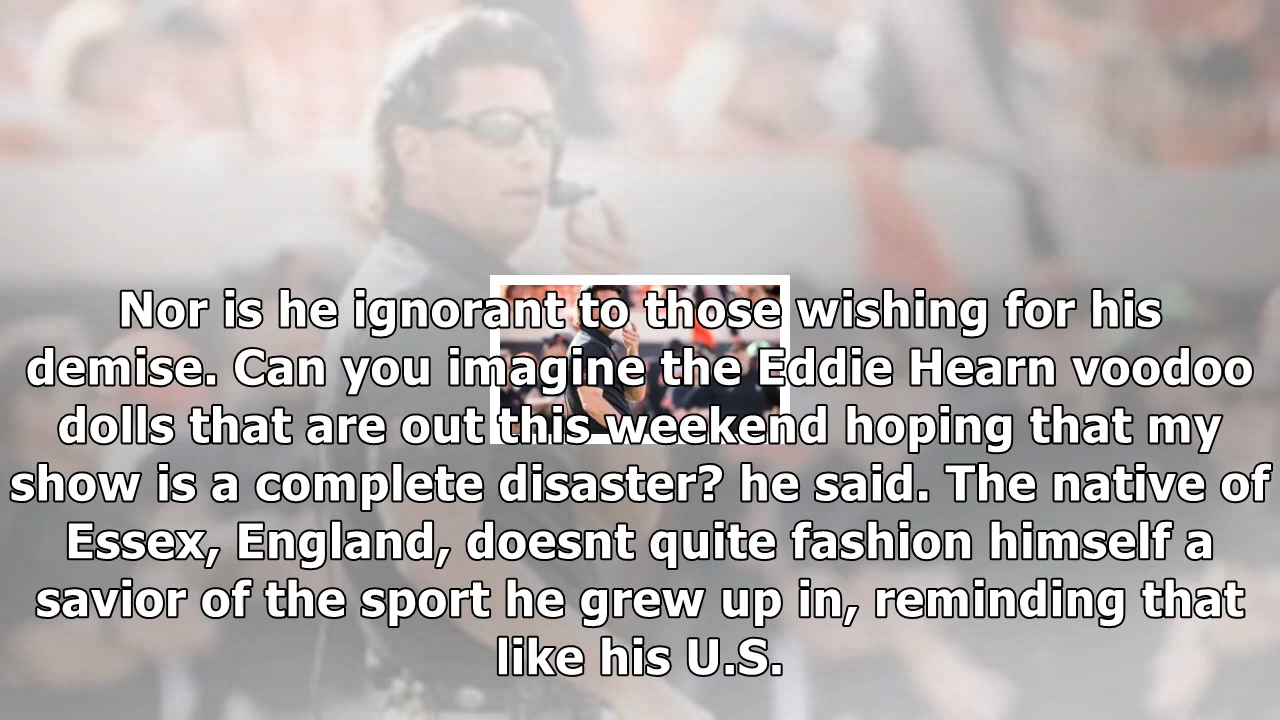 Nor is he ignorant to those wishing for his
demise. Can you imagine the Eddie Hearn voodoo
dolls that are out this weekend hoping that my
show is a complete disaster? he said. The native of
Essex, England, doesnt quite fashion himself a
savior of the sport he grew up in, reminding that
like his U.S.